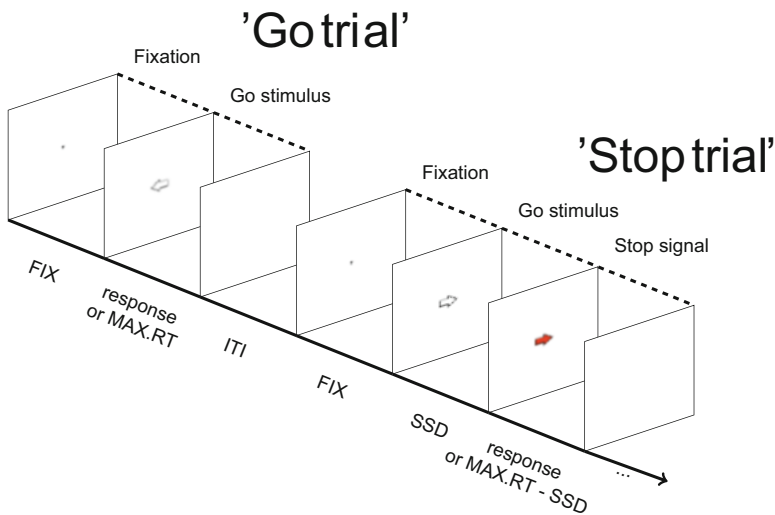 'Go trial'
Fixation
Go stimulus
'Stop trial'
Fixation
Go stimulus
Stop signal
FIX
response
or MAX.RT
ITI
FIX
SSD
response
or MAX.RT - SSD
...